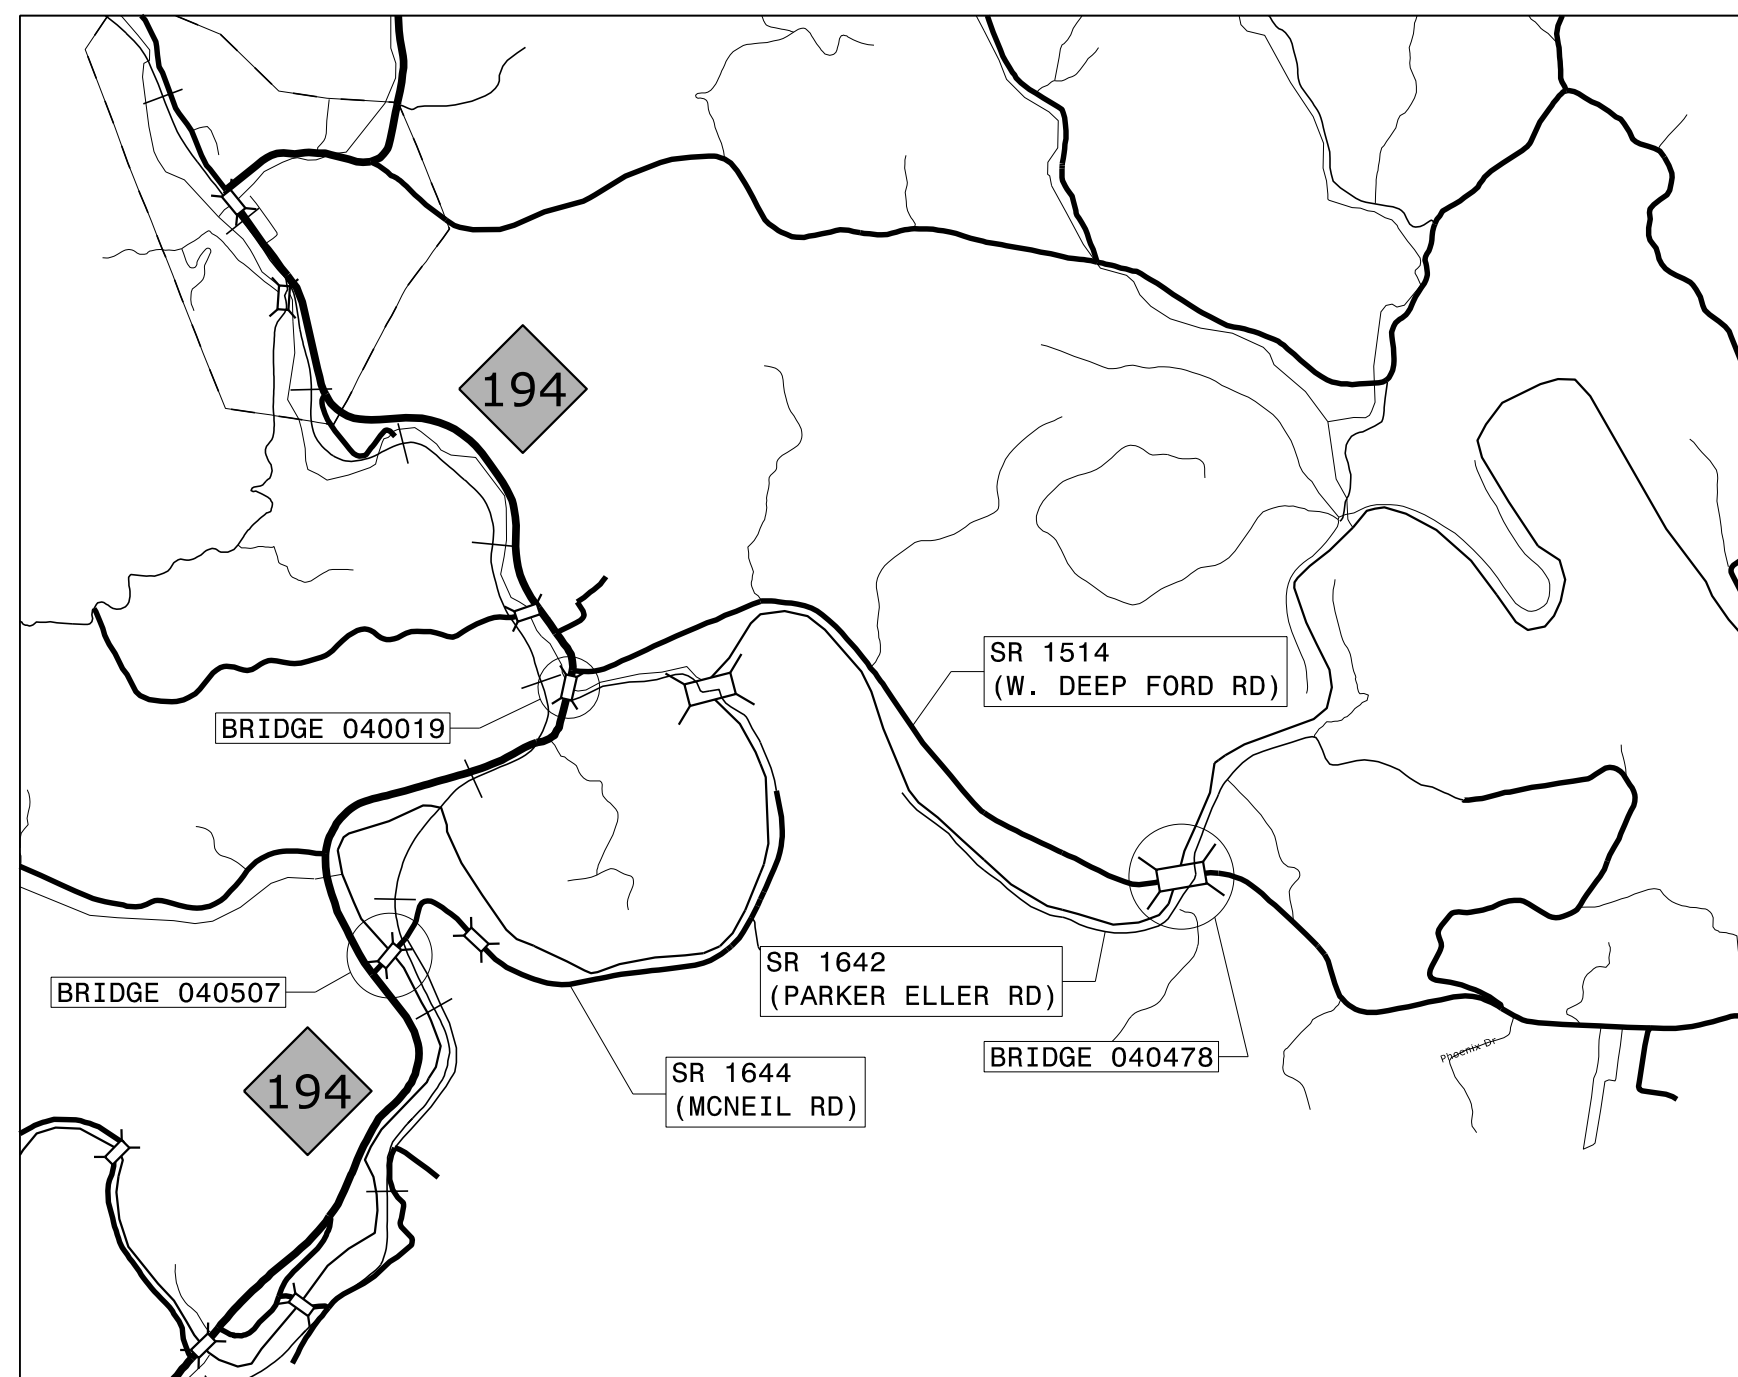 194
SR 1514
(W. DEEP FORD RD)
BRIDGE 040019
SR 1642
(PARKER ELLER RD)
BRIDGE 040507
194
BRIDGE 040478
Phoenix Dr
SR 1644
(MCNEIL RD)